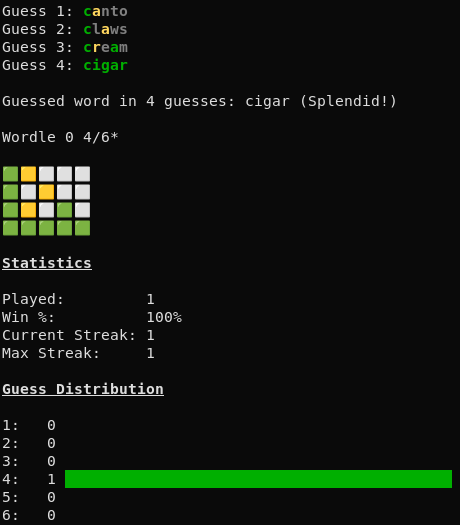 Guess 1: canto
Guess 2: claws
Guess 3: cream
Guess 4: cigar
Guessed word in 4 guesses: cigar (Splendid!)
Wordle 0 4/6*
🟩🟨⬜⬜⬜
🟩⬜🟨⬜⬜
🟩🟨⬜🟩⬜
🟩🟩🟩🟩🟩
Statistics
Played: 1
Win %: 100%
Current Streak: 1
Max Streak: 1
Guess Distribution
1: 0
2: 0
3: 0
4: 1
5: 0
6: 0